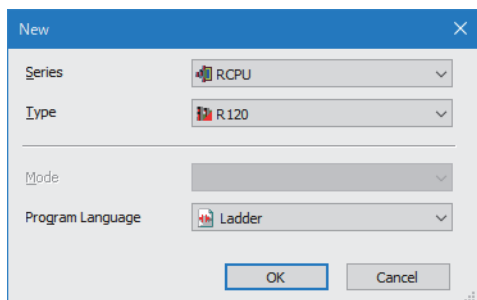 New
Series
RCPU
Type
R120
Mode
Program Language
Ladder
OK
Cancel